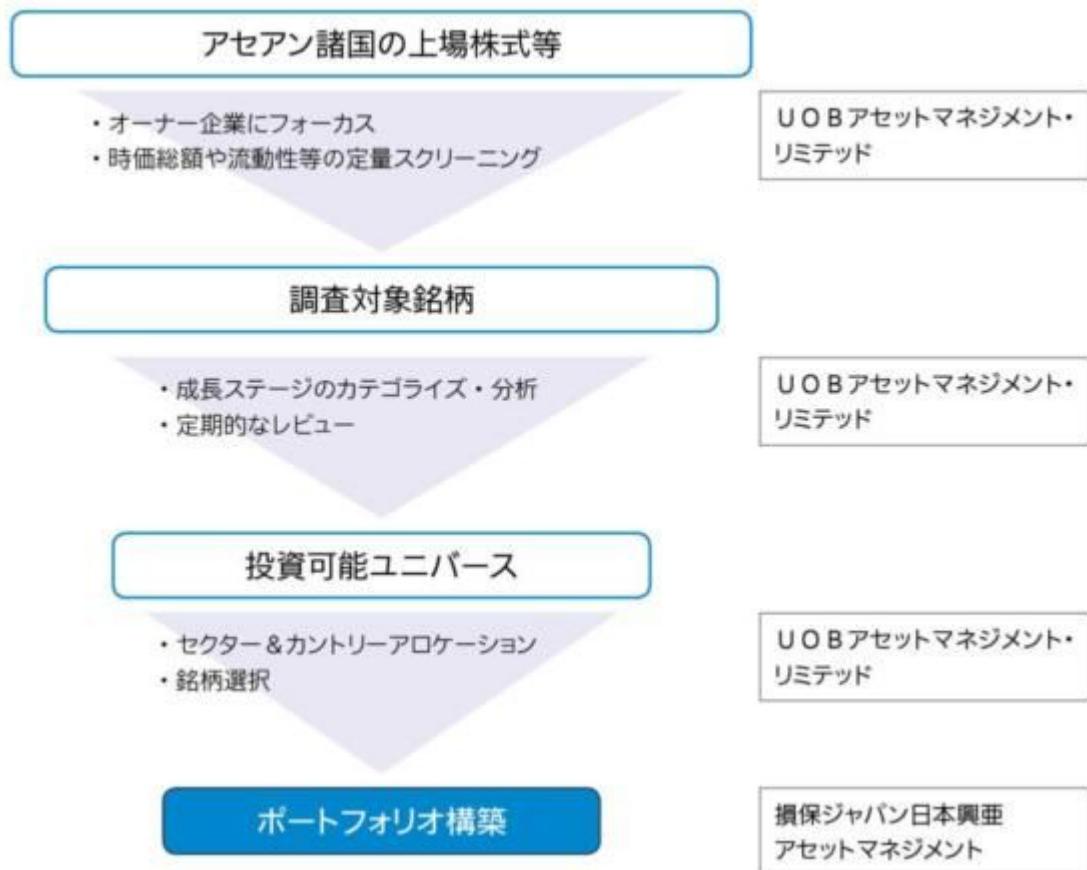 アセアン諸国の上場株式等
・オーナー企業にフォーカス
・時価総額や流動性等の定量スクリーニング
UOBアセットマネジメント・
リミテッド
調査対象銘柄
・成長ステージのカテゴライズ・分析
・定期的なレビュー
UOBアセットマネジメント・
リミテッド
投資可能ユニバース
・セクター&カントリーアロケーション
・銘柄選択
UOBアセットマネジメント・
リミテッド
ポートフォリオ構築
損保ジャパン日本興亜
アセットマネジメント